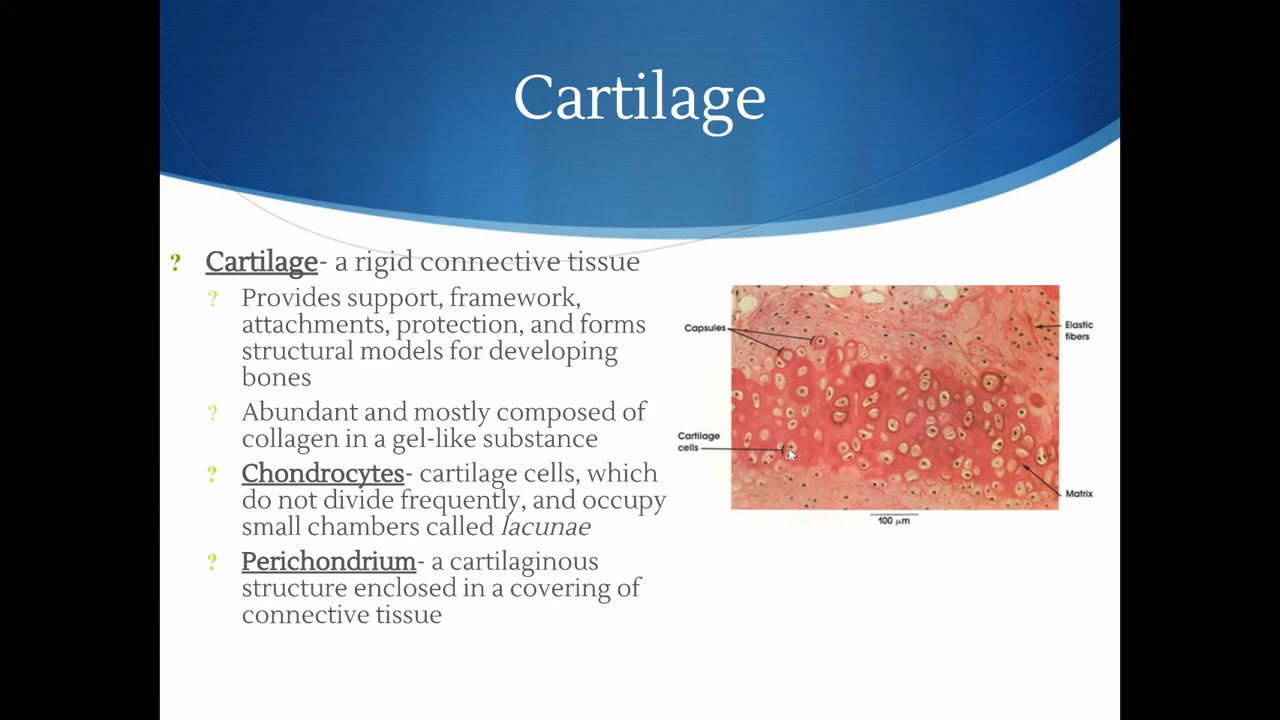 Cartilage
? Cartilage- a rigid connective tissue
? Provides support, framework,
attachments, protection, and forms
structural models for developing
bones
? Abundant and mostly composed of
collagen in a gel-like substance
? Chondrocytes- cartilage cells, which
do not divide frequently, and occupy
small chambers called lacunae
? Perichondrium- a cartilaginous
structure enclosed in a covering of
connective tissue
Capsules
Elastic
fibers
Cartilage
cells
Matrix
100 µm